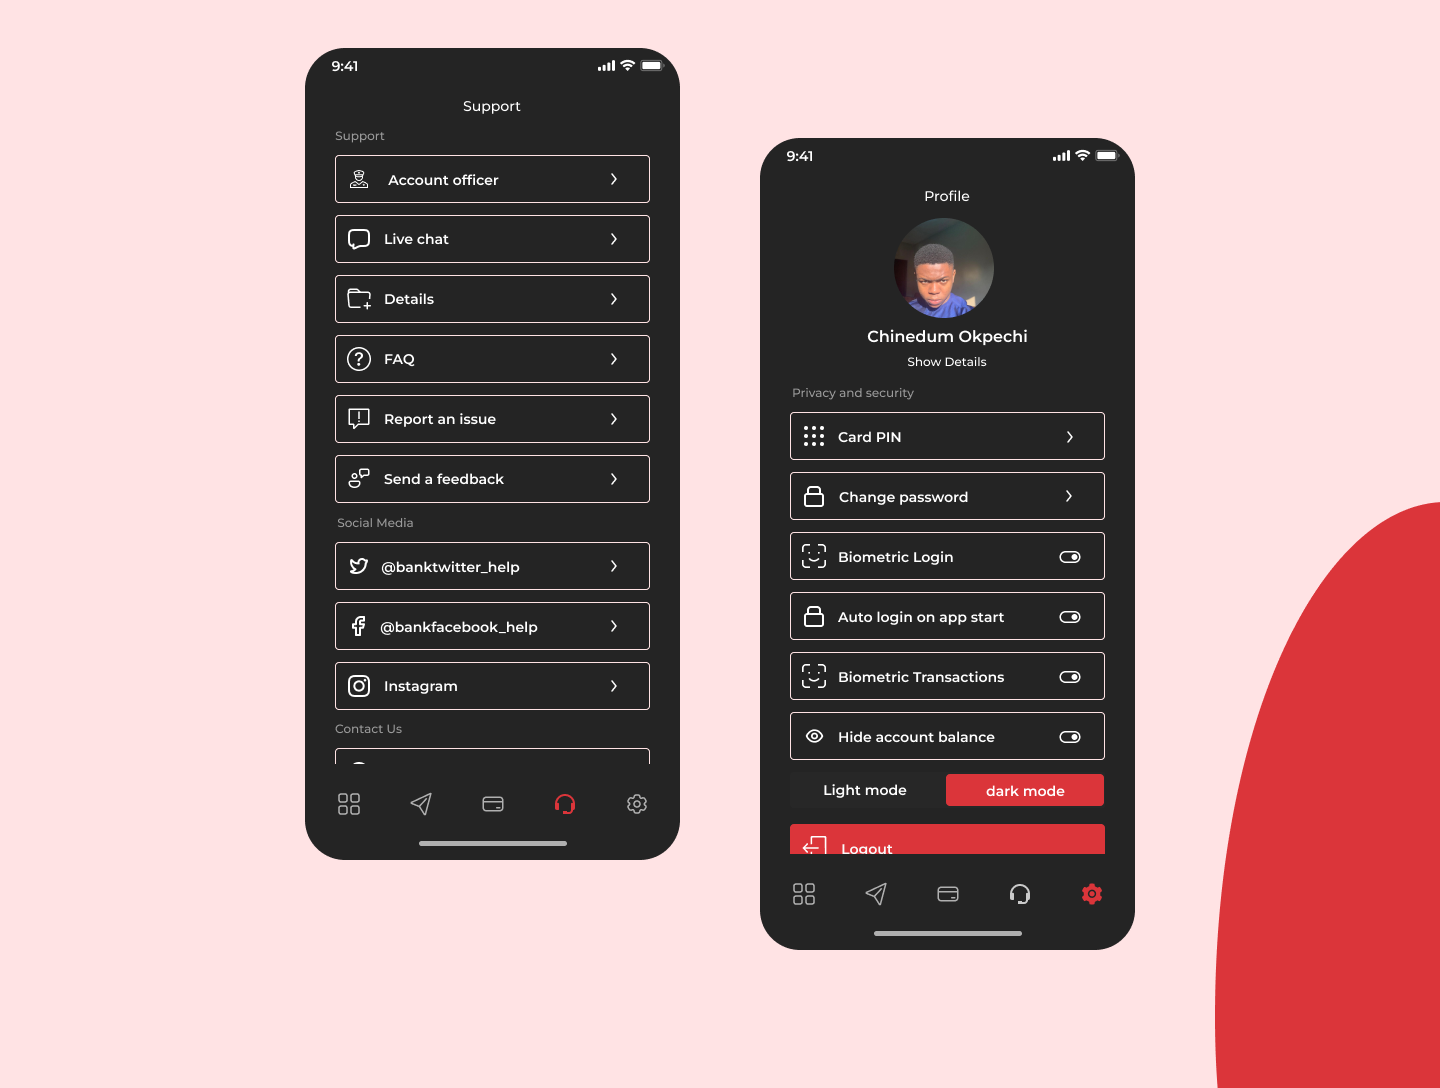 9:41
Support
Support
Account officer
Live chat
Details
FAQ
Report an issue
Send a feedback
Social Media
@banktwitter_help
@bankfacebook_help
Instagram
Contact Us
9:41
Profile
Chinedum Okpechi
Show Details
Privacy and security
Card PIN
Change password
Biometric Login
Auto login on app start
Biometric Transactions
Hide account balance
Light mode
dark mode
Logout